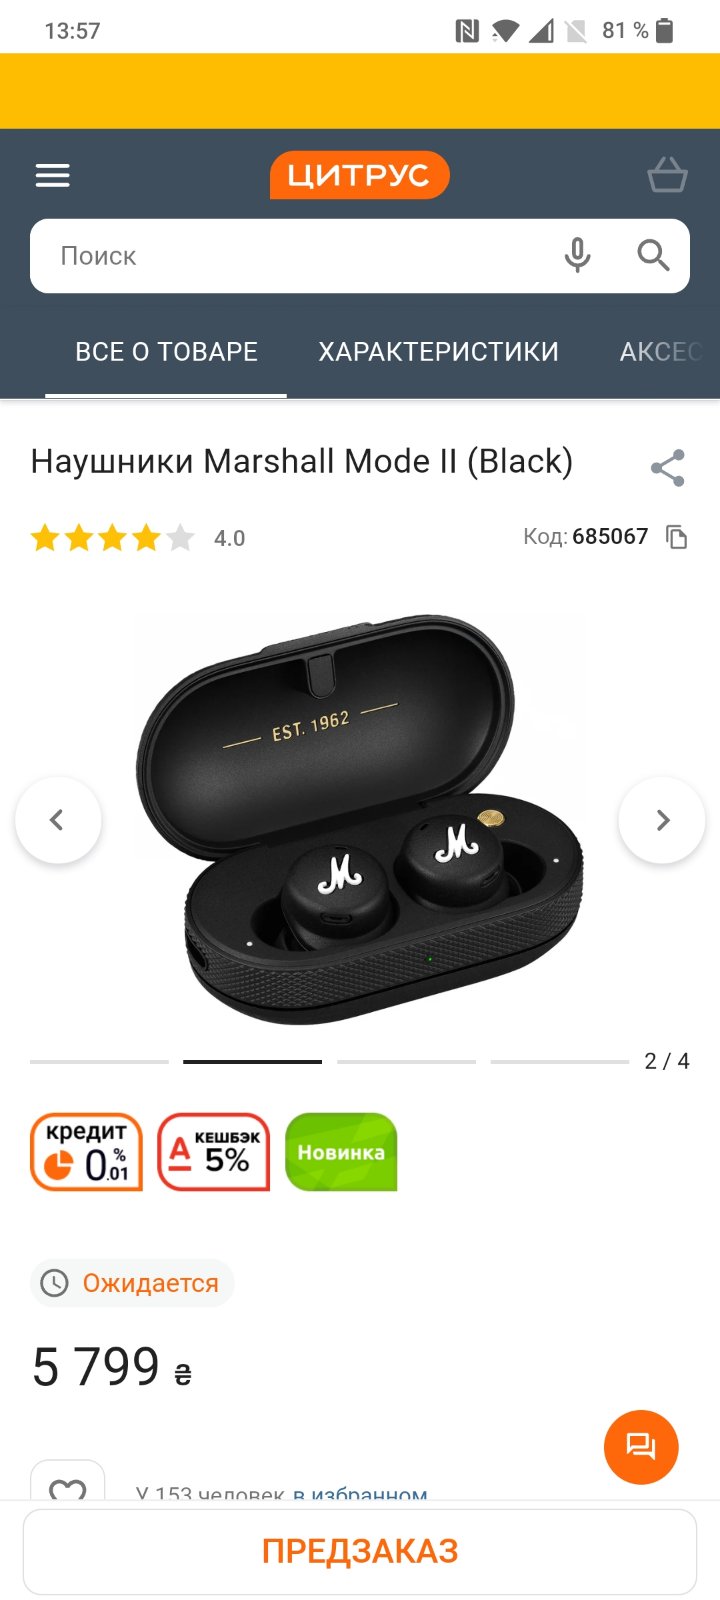 13:57
81 %
ЦИТРУС
Поиск
ВСЕ О ТОВАРЕ ХАРАКТЕРИСТИКИ АКСЕС
Наушники Marshall Mode II (Black)
4.0 Код: 685067
EST. 1962
M M
2 / 4
кредит 0.01 %
А КЕШБЭК 5%
Новинка
Ожидается
5 799 ₴
У 153 человек в избранном
ПРЕДЗАКАЗ